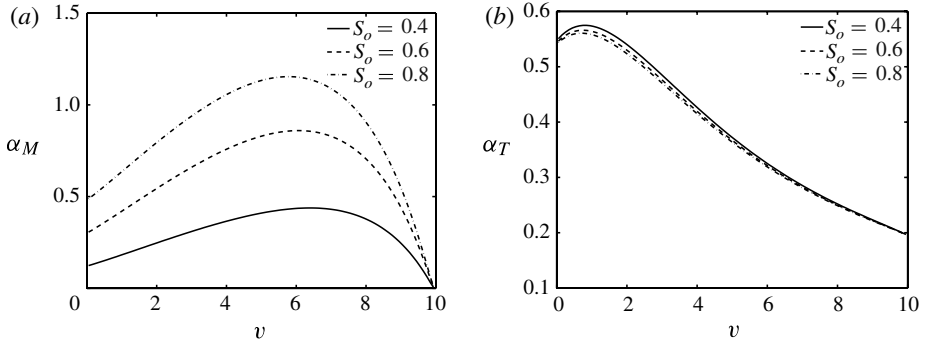 (a)
1.5
1.0
0.5
α_M
S_o = 0.4
S_o = 0.6
S_o = 0.8
0 2 4 6 8 10
v
(b)
0.6
0.5
0.4
0.3
0.2
0.1
α_T
S_o = 0.4
S_o = 0.6
S_o = 0.8
0 2 4 6 8 10
v